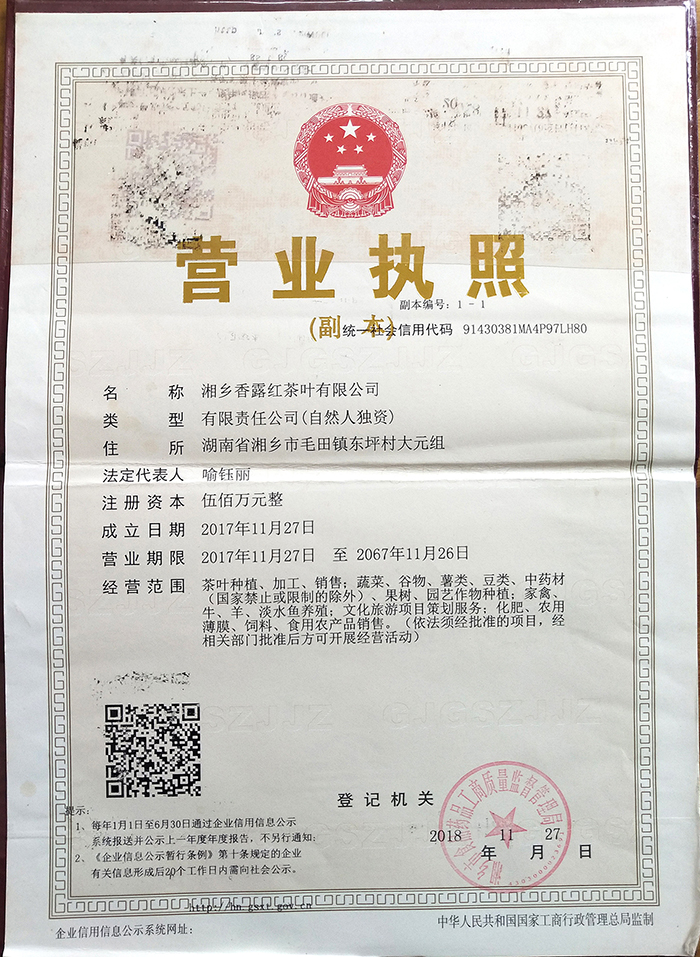 营业执照
副本编号：1－1
(副 本)
统一社会信用代码 91430381MA4P97LH80
名 称 湘乡香露红茶叶有限公司
类 型 有限责任公司(自然人独资)
住 所 湖南省湘乡市毛田镇东坪村大元组
法定代表人 喻钰丽
注册资本 伍佰万元整
成立日期 2017年11月27日
营业期限 2017年11月27日 至 2067年11月26日
经营范围 茶叶种植、加工、销售；蔬菜、谷物、薯类、豆类、中药材
（国家禁止或限制的除外）、果树、园艺作物种植；家禽、
牛、羊、淡水鱼养殖；文化旅游项目策划服务；化肥、农用
薄膜、饲料、食用农产品销售。（依法须经批准的项目，经
相关部门批准后方可开展经营活动）
登记机关
工商质量监督管理局
2018 年 11 月 27 日
提示：
1、每年1月1日至6月30日通过企业信用信息公示
系统报送并公示上一年度年度报告，不另行通知；
2、《企业信息公示暂行条例》第十条规定的企业
有关信息形成后20个工作日内需向社会公示。
http://hn.gsxt.gov.cn
企业信用信息公示系统网址：
中华人民共和国国家工商行政管理总局监制